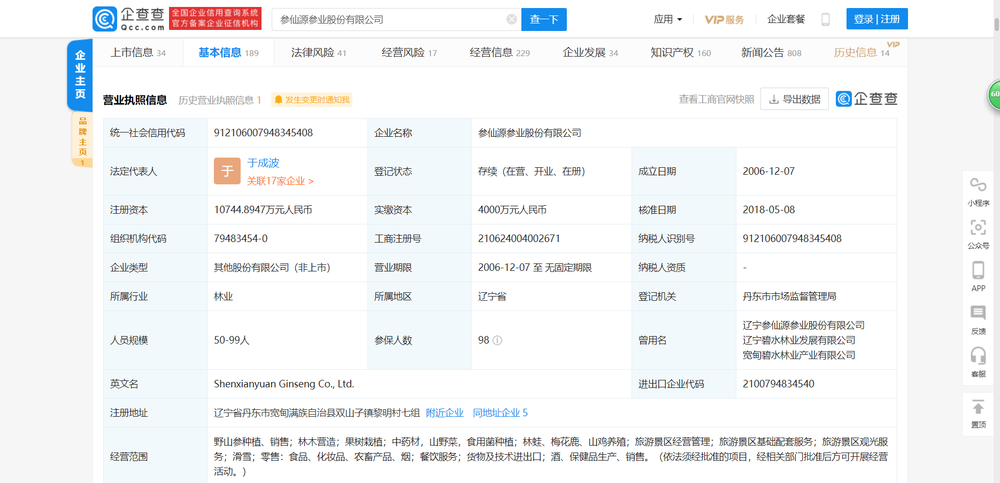 企查查
Qcc.com
全国企业信用查询系统
官方备案企业征信机构
参仙源参业股份有限公司
查一下
应用
VIP服务
企业套餐
登录 | 注册
企业主页
品牌主页
1
上市信息 34
基本信息 189
法律风险 41
经营风险 17
经营信息 229
企业发展 34
知识产权 160
新闻公告 808
历史信息 14
VIP
营业执照信息
历史营业执照信息 1
发生变更时通知我
查看工商官网快照
导出数据
企查查
统一社会信用代码 912106007948345408 企业名称 参仙源参业股份有限公司
法定代表人 于 于成波
关联17家企业 >
登记状态 存续（在营、开业、在册） 成立日期 2006-12-07
注册资本 10744.8947万元人民币 实缴资本 4000万元人民币 核准日期 2018-05-08
组织机构代码 79483454-0 工商注册号 210624004002671 纳税人识别号 912106007948345408
企业类型 其他股份有限公司（非上市） 营业期限 2006-12-07 至 无固定期限 纳税人资质 -
所属行业 林业 所属地区 辽宁省 登记机关 丹东市市场监督管理局
人员规模 50-99人 参保人数 98 曾用名
辽宁参仙源参业股份有限公司
辽宁碧水林业发展有限公司
宽甸碧水林业产业有限公司
英文名 Shenxianyuan Ginseng Co., Ltd. 进出口企业代码 2100794834540
注册地址 辽宁省丹东市宽甸满族自治县双山子镇黎明村七组 附近企业 同地址企业 5
经营范围
野山参种植、销售；林木营造；果树栽植；中药材，山野菜，食用菌种植；林蛙、梅花鹿、山鸡养殖；旅游景区经营管理；旅游景区基础配套服务；旅游景区观光服
务；滑雪；零售：食品、化妆品、农畜产品、烟；餐饮服务；货物及技术进出口；酒、保健品生产、销售。（依法须经批准的项目，经相关部门批准后方可开展经营
活动。）
60
小程序
公众号
APP
反馈
客服
置顶